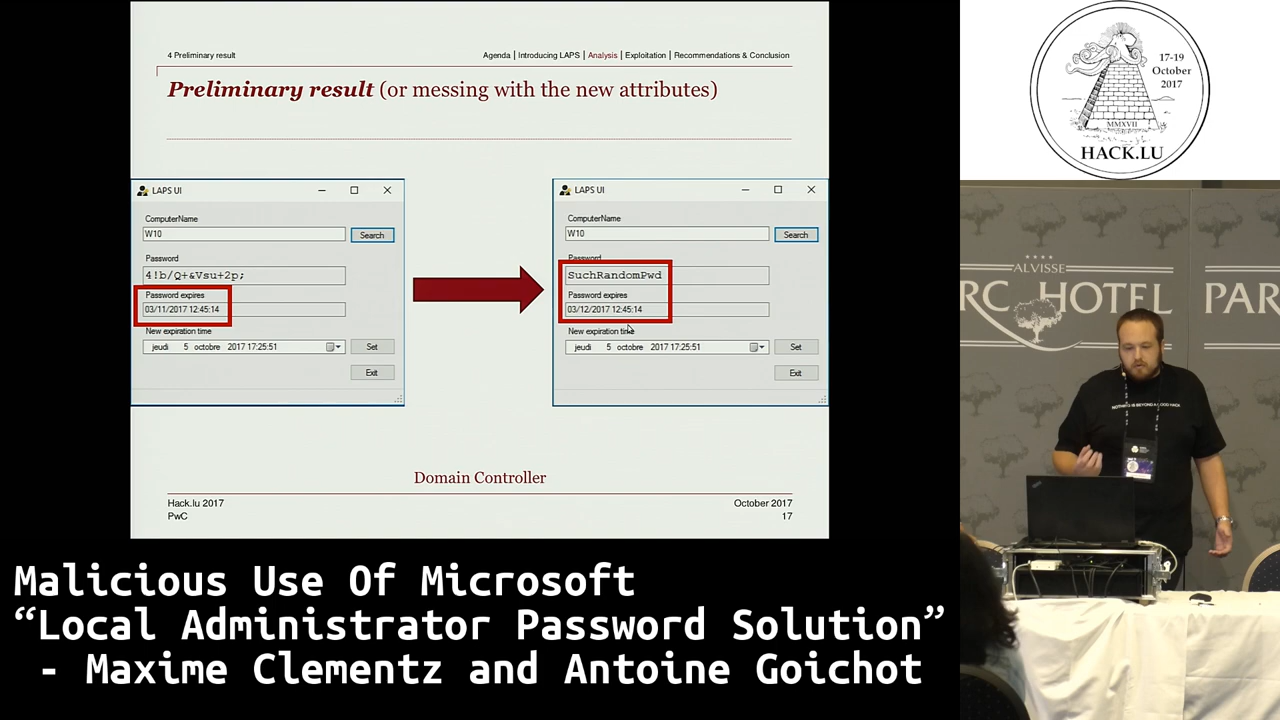 4 Preliminary result
Agenda | Introducing LAPS | Analysis | Exploitation | Recommendations & Conclusion
Preliminary result (or messing with the new attributes)
LAPS UI
ComputerName
W10
Search
Password
4!b/Q+&Vsu+2p;
Password expires
03/11/2017 12:45:14
New expiration time
jeudi 5 octobre 2017 17:25:51
Set
Exit
LAPS UI
ComputerName
W10
Search
Password
SuchRandomPwd
Password expires
03/12/2017 12:45:14
New expiration time
jeudi 5 octobre 2017 17:25:51
Set
Exit
Domain Controller
Hack.lu 2017
PwC
October 2017
17
17-19
October
2017
MMXVII
HACK.LU
ALVISSE
RC HOTEL
PAR
NOTHING IS BEYOND A GOOD HACK
Malicious Use Of Microsoft
“Local Administrator Password Solution”
- Maxime Clementz and Antoine Goichot